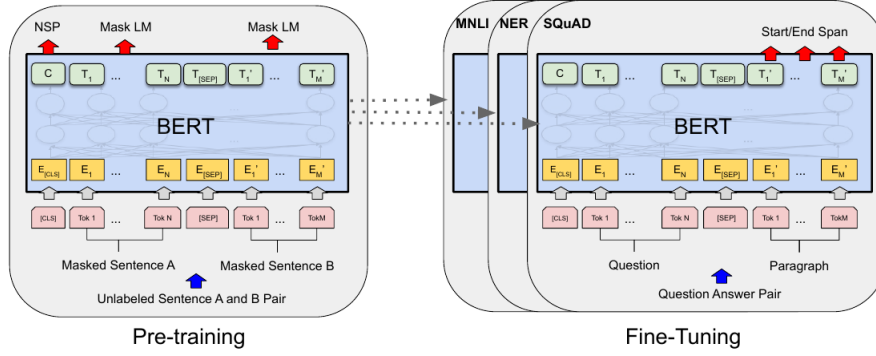 NSP Mask LM Mask LM
C T1 ... TN T[SEP] T1' ... TM'
BERT
E[CLS] E1 ... EN E[SEP] E1' ... EM'
[CLS] Tok 1 ... Tok N [SEP] Tok 1 ... TokM
Masked Sentence A Masked Sentence B
Unlabeled Sentence A and B Pair
Pre-training
MNLI NER SQuAD
Start/End Span
C T1 ... TN T[SEP] T1' ... TM'
BERT
E[CLS] E1 ... EN E[SEP] E1' ... EM'
[CLS] Tok 1 ... Tok N [SEP] Tok 1 ... TokM
Question Paragraph
Question Answer Pair
Fine-Tuning